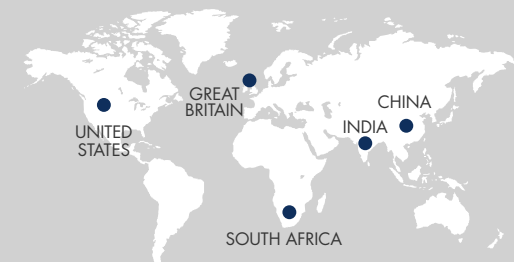 GREAT
BRITAIN
CHINA
INDIA
UNITED
STATES
SOUTH AFRICA